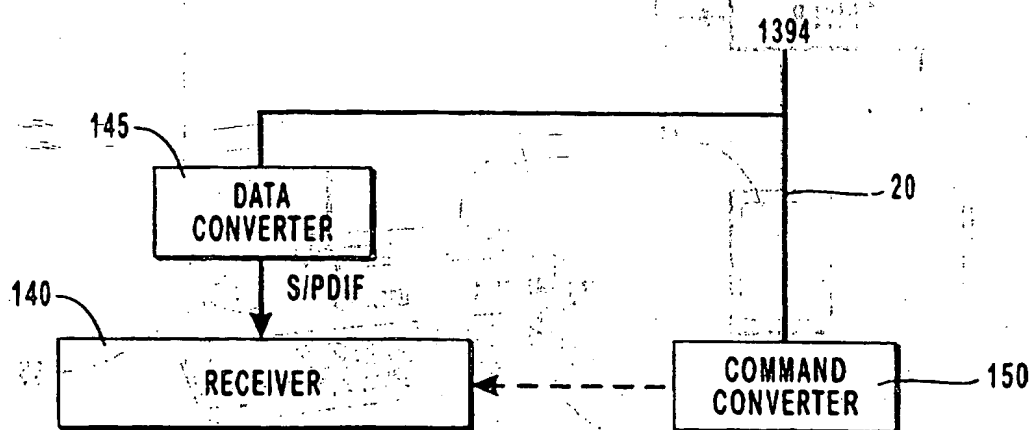 1394
145
DATA
CONVERTER
20
S/PDIF
140
RECEIVER
COMMAND
CONVERTER
150